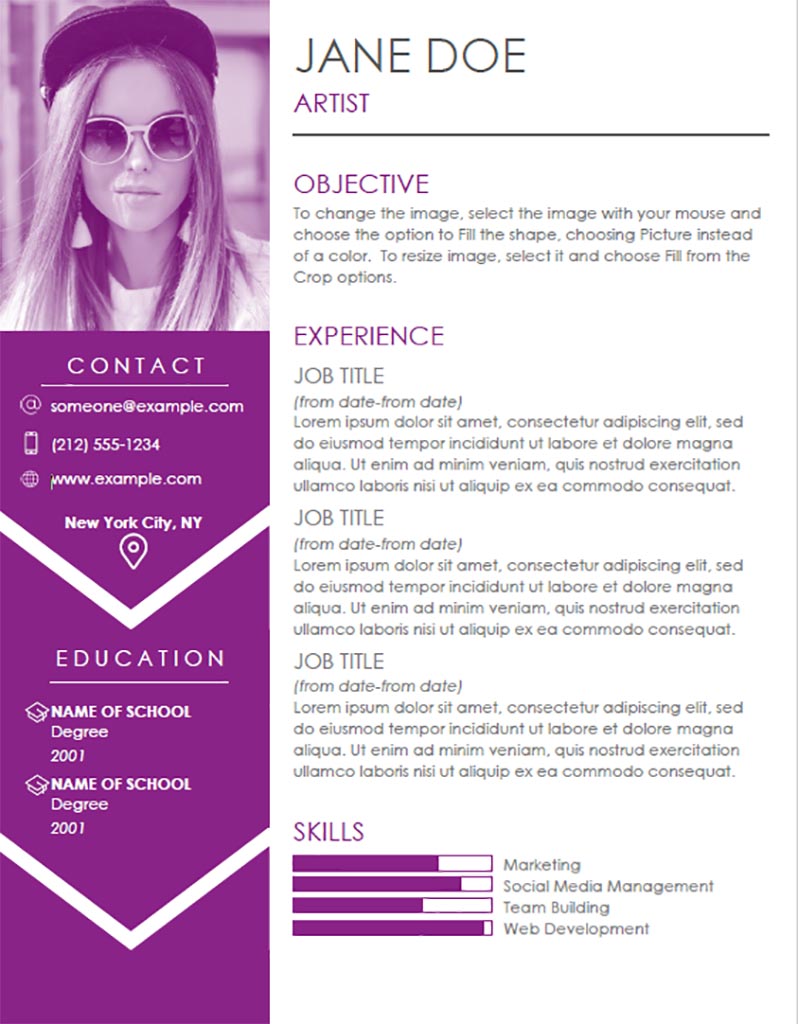 JANE DOE
ARTIST
CONTACT
someone@example.com
(212) 555-1234
www.example.com
New York City, NY
EDUCATION
NAME OF SCHOOL
Degree
2001
NAME OF SCHOOL
Degree
2001
OBJECTIVE
To change the image, select the image with your mouse and
choose the option to Fill the shape, choosing Picture instead
of a color. To resize image, select it and choose Fill from the
Crop options.
EXPERIENCE
JOB TITLE
(from date-from date)
Lorem ipsum dolor sit amet, consectetur adipiscing elit, sed
do eiusmod tempor incididunt ut labore et dolore magna
aliqua. Ut enim ad minim veniam, quis nostrud exercitation
ullamco laboris nisi ut aliquip ex ea commodo consequat.
JOB TITLE
(from date-from date)
Lorem ipsum dolor sit amet, consectetur adipiscing elit, sed
do eiusmod tempor incididunt ut labore et dolore magna
aliqua. Ut enim ad minim veniam, quis nostrud exercitation
ullamco laboris nisi ut aliquip ex ea commodo consequat.
JOB TITLE
(from date-from date)
Lorem ipsum dolor sit amet, consectetur adipiscing elit, sed
do eiusmod tempor incididunt ut labore et dolore magna
aliqua. Ut enim ad minim veniam, quis nostrud exercitation
ullamco laboris nisi ut aliquip ex ea commodo consequat.
SKILLS
Marketing
Social Media Management
Team Building
Web Development